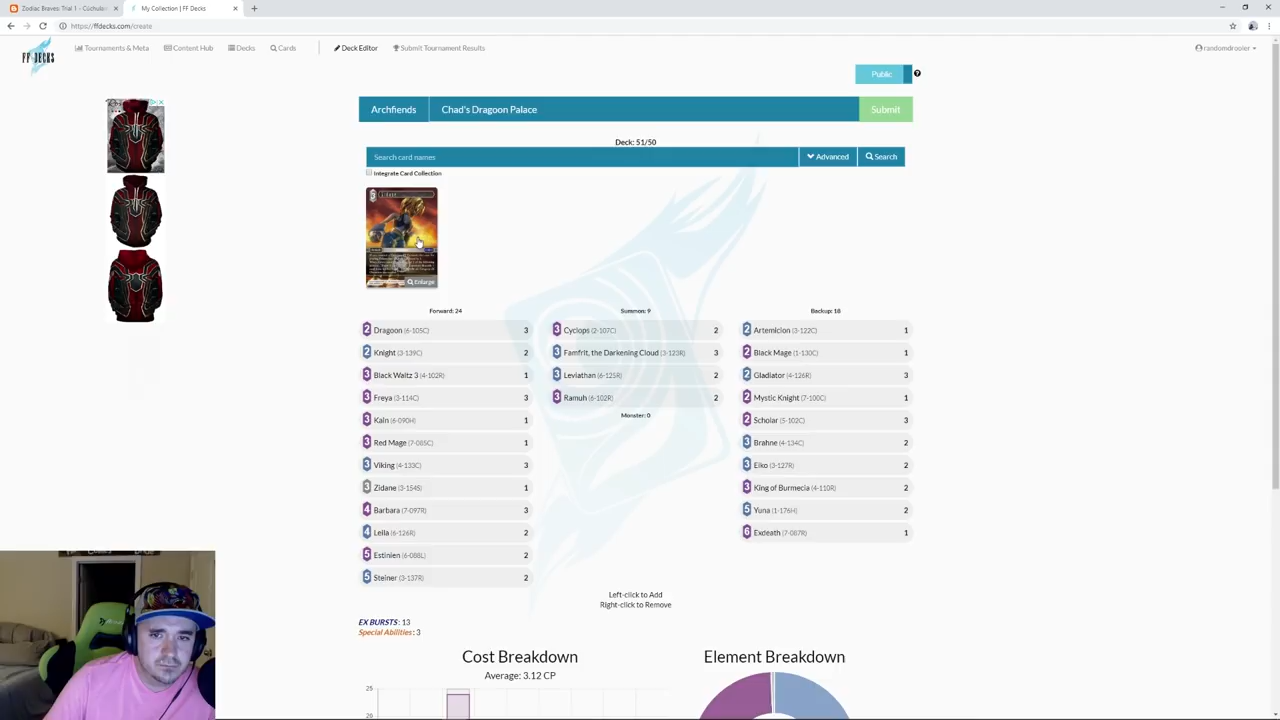 Zodiac Braves: Trial 1 - Cúchula
My Collection | FF Decks
https://ffdecks.com/create
FF DECKS
Tournaments & Meta
Content Hub
Decks
Cards
Deck Editor
Submit Tournament Results
randomdrooler
Public
Archfiends
Chad's Dragoon Palace
Submit
Deck: 51/50
Search card names
Advanced
Search
Integrate Card Collection
Zidane
Enlarge
Forward: 24
2 Dragoon (6-105C) 3
2 Knight (3-139C) 2
3 Black Waltz 3 (4-102R) 1
3 Freya (3-114C) 3
3 Kain (6-090H) 1
3 Red Mage (7-085C) 1
3 Viking (4-133C) 3
3 Zidane (3-154S) 1
4 Barbara (7-097R) 3
4 Leila (6-126R) 2
5 Estinien (6-088L) 2
5 Steiner (3-137R) 2
Summon: 9
3 Cyclops (2-107C) 2
3 Famfrit, the Darkening Cloud (3-123R) 3
3 Leviathan (6-125R) 2
3 Ramuh (6-102R) 2
Monster: 0
Backup: 18
2 Artemicion (3-122C) 1
2 Black Mage (1-130C) 1
2 Gladiator (4-126R) 3
2 Mystic Knight (7-100C) 1
2 Scholar (5-102C) 3
3 Brahne (4-134C) 2
3 Eiko (3-127R) 2
3 King of Burmecia (4-110R) 2
5 Yuna (1-176H) 2
6 Exdeath (7-087R) 1
Left-click to Add
Right-click to Remove
EX BURSTS : 13
Special Abilities : 3
Cost Breakdown
Average: 3.12 CP
25
20
Element Breakdown